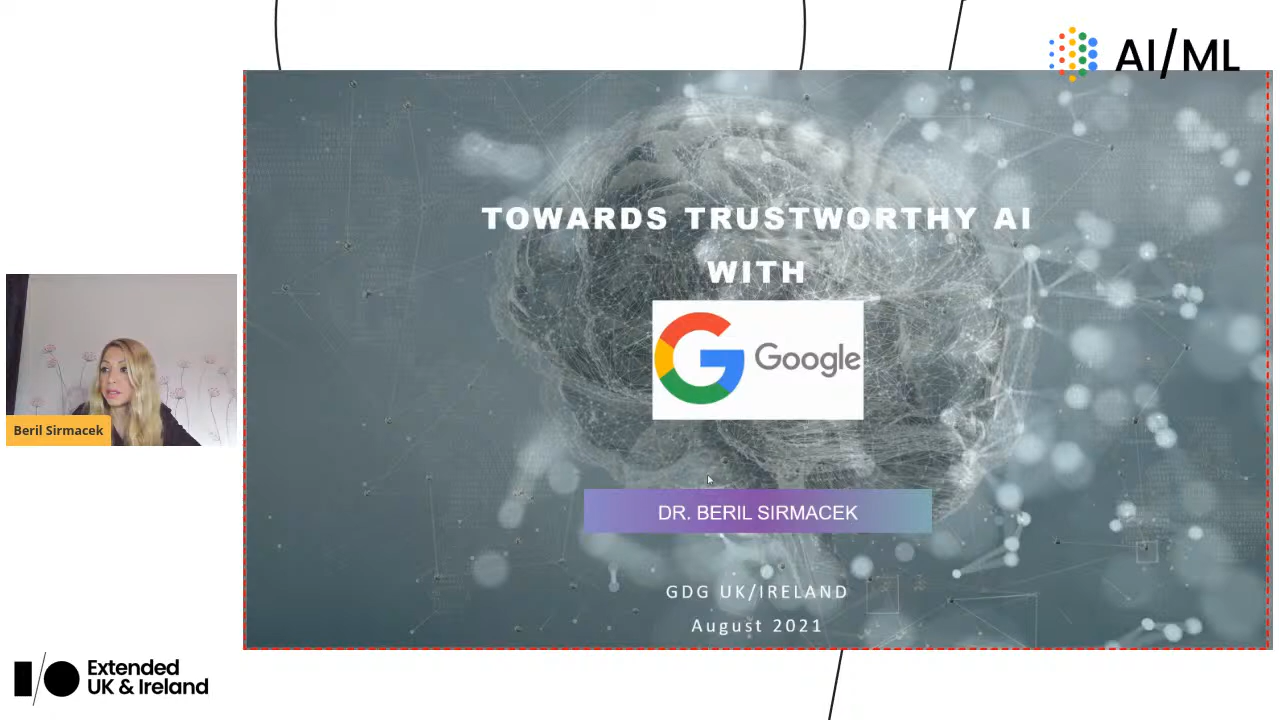 AI/ML
TOWARDS TRUSTWORTHY AI
WITH
Google
DR. BERIL SIRMACEK
GDG UK/IRELAND
August 2021
Beril Sirmacek
I/O Extended
UK & Ireland